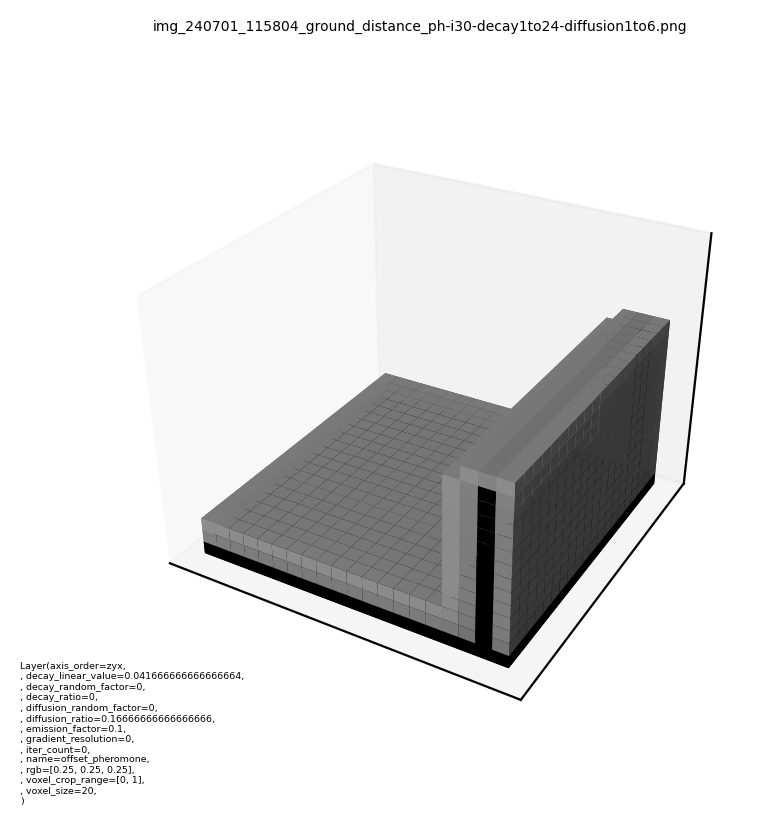 img_240701_115804_ground_distance_ph-i30-decay1to24-diffusion1to6.png
Layer(axis_order=zyx,
, decay_linear_value=0.041666666666666664,
, decay_random_factor=0,
, decay_ratio=0,
, diffusion_random_factor=0,
, diffusion_ratio=0.16666666666666666,
, emission_factor=0.1,
, gradient_resolution=0,
, iter_count=0,
, name=offset_pheromone,
, rgb=[0.25, 0.25, 0.25],
, voxel_crop_range=[0, 1],
, voxel_size=20,
)